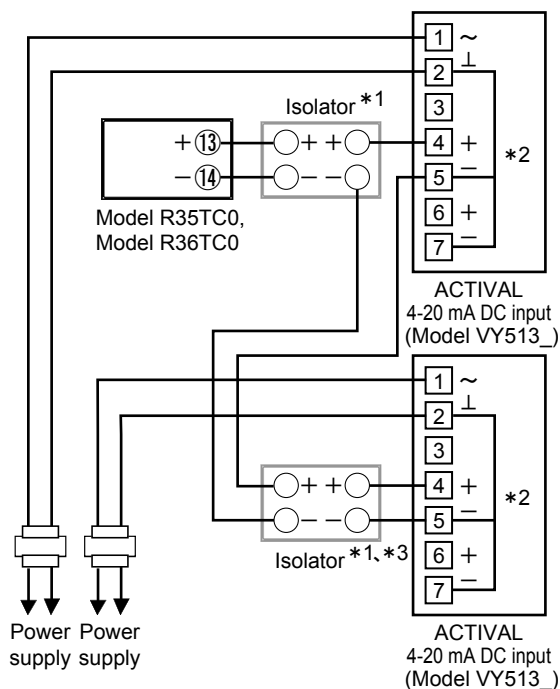 1 ~
2 ⊥
3
4 +
5 −
6 +
7 −
*2
Isolator *1
+ ⑬ + +
− ⑭ − −
Model R35TC0,
Model R36TC0
ACTIVAL
4-20 mA DC input
(Model VY513_)
1 ~
2 ⊥
3
4 +
5 −
6 +
7 −
*2
+ +
− −
Isolator *1、*3
Power supply
Power supply
ACTIVAL
4-20 mA DC input
(Model VY513_)